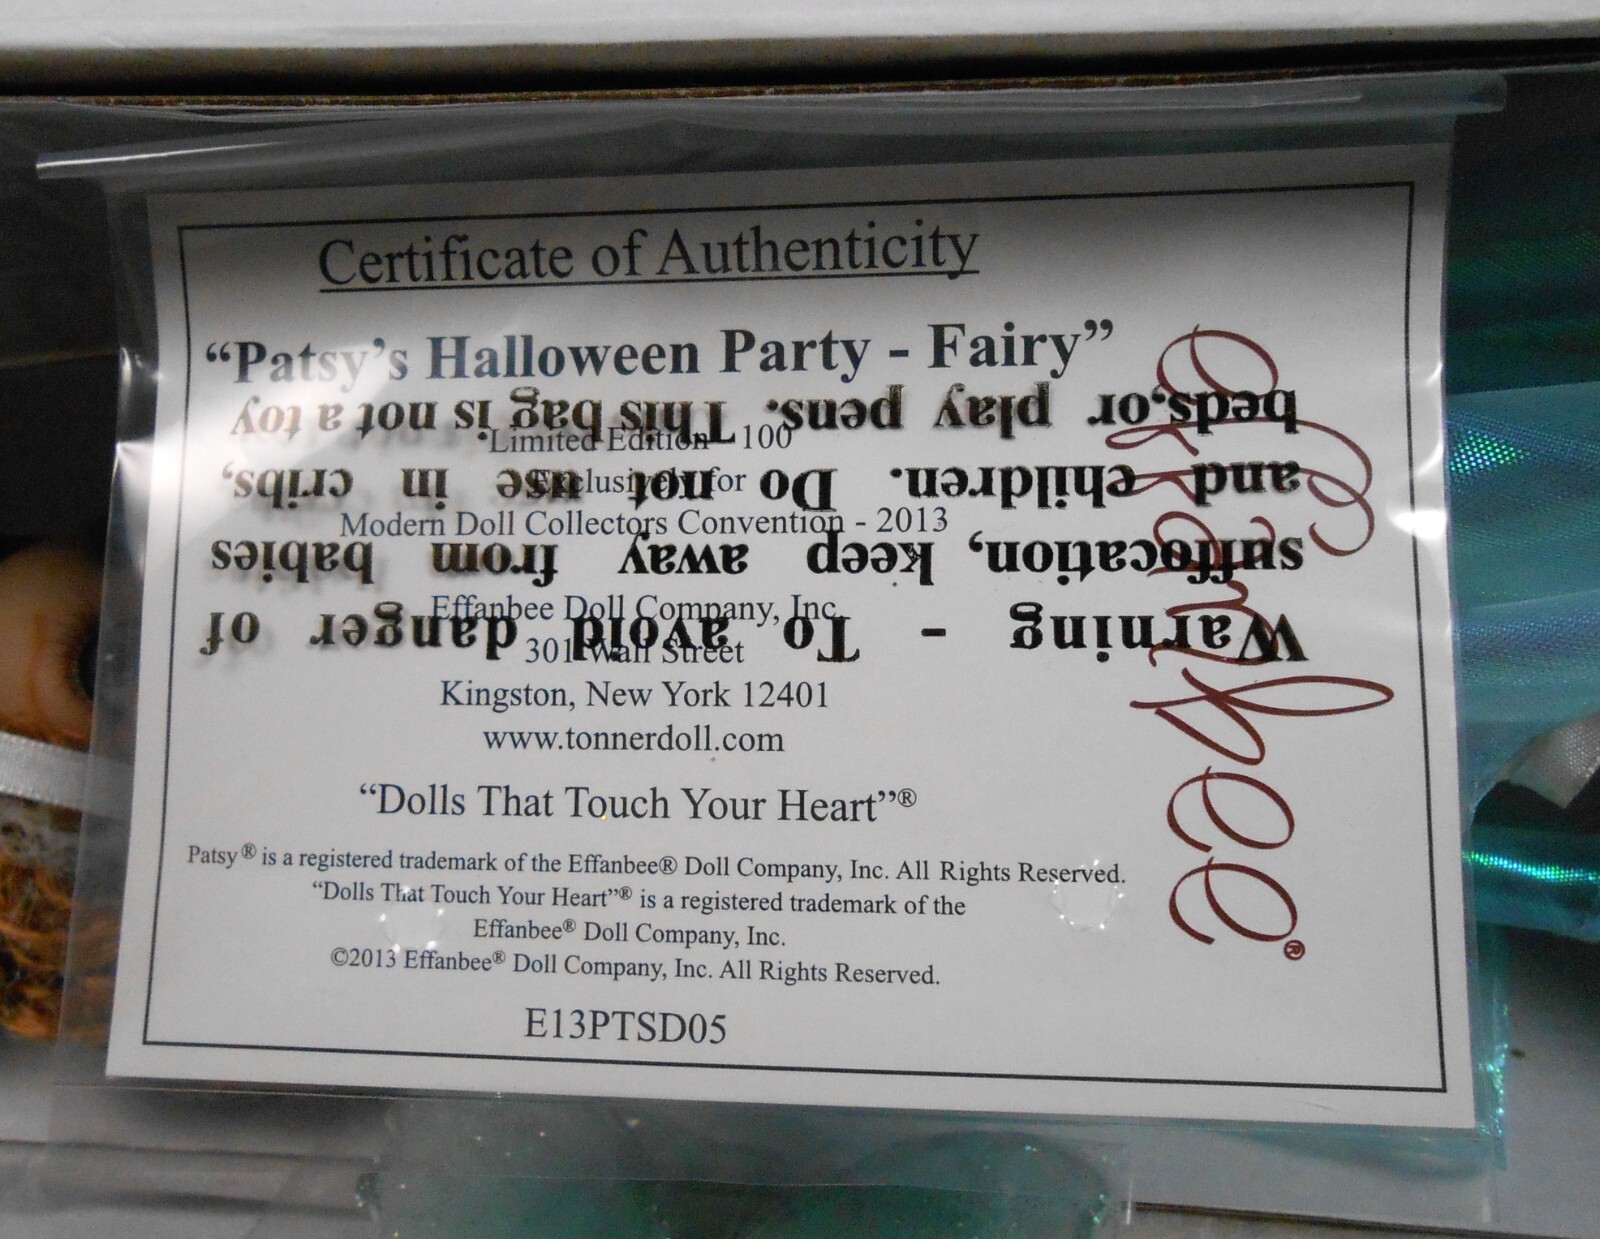 Certificate of Authenticity
“Patsy’s Halloween Party - Fairy”
Limited Edition - 100
Exclusively for
Modern Doll Collectors Convention - 2013
Effanbee Doll Company, Inc.
301 Wall Street
Kingston, New York 12401
www.tonnerdoll.com
“Dolls That Touch Your Heart”®
Patsy® is a registered trademark of the Effanbee® Doll Company, Inc. All Rights Reserved.
“Dolls That Touch Your Heart”® is a registered trademark of the
Effanbee® Doll Company, Inc.
©2013 Effanbee® Doll Company, Inc. All Rights Reserved.
E13PTSD05
Effanbee®
Warning - To avoid danger of
suffocation, keep away from babies
and children. Do not use in cribs,
beds,or play pens. This bag is not a toy